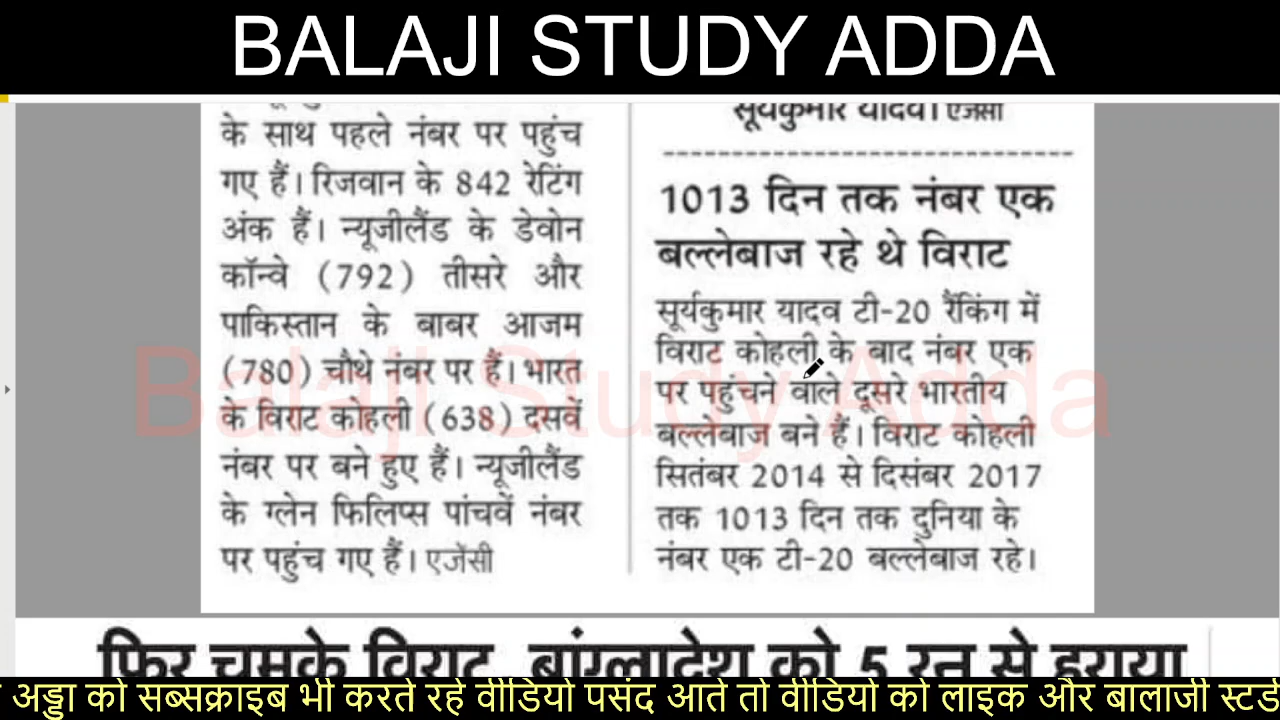 BALAJI STUDY ADDA
के साथ पहले नंबर पर पहुंच
गए हैं। रिजवान के 842 रेटिंग
अंक हैं। न्यूजीलैंड के डेवोन
कॉन्वे (792) तीसरे और
पाकिस्तान के बाबर आजम
(780) चौथे नंबर पर हैं। भारत
के विराट कोहली (638) दसवें
नंबर पर बने हुए हैं। न्यूजीलैंड
के ग्लेन फिलिप्स पांचवें नंबर
पर पहुंच गए हैं। एजेंसी
सूर्यकुमार यादव। एजेंसी
1013 दिन तक नंबर एक
बल्लेबाज रहे थे विराट
सूर्यकुमार यादव टी-20 रैंकिंग में
विराट कोहली के बाद नंबर एक
पर पहुंचने वाले दूसरे भारतीय
बल्लेबाज बने हैं। विराट कोहली
सितंबर 2014 से दिसंबर 2017
तक 1013 दिन तक दुनिया के
नंबर एक टी-20 बल्लेबाज रहे।
Balaji Study Adda
फिर चमके विराट, बांग्लादेश को 5 रन से हराया
अड्डा को सब्सक्राइब भी करते रहे वीडियो पसंद आते तो वीडियो को लाइक और बालाजी स्टडी